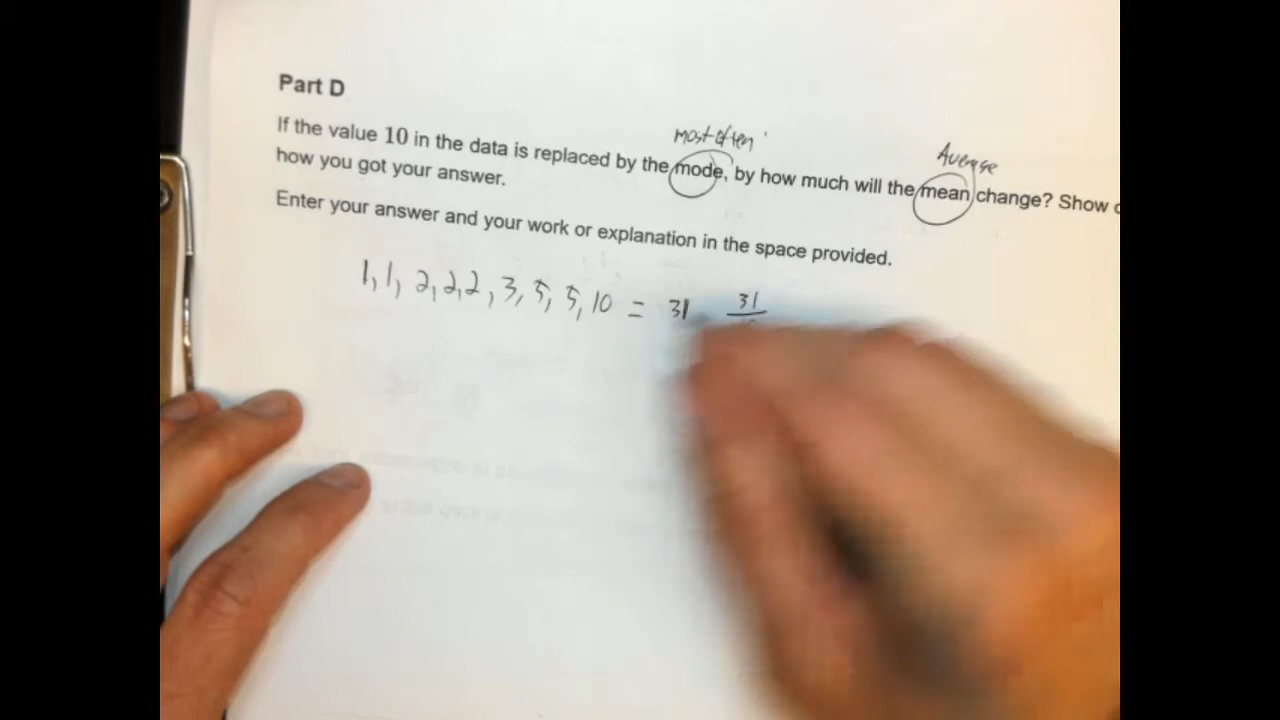 Part D
most often
Average
If the value 10 in the data is replaced by the mode, by how much will the mean change? Show
how you got your answer.
Enter your answer and your work or explanation in the space provided.
1, 1, 2, 2, 2, 3, 5, 5, 10 = 31 31